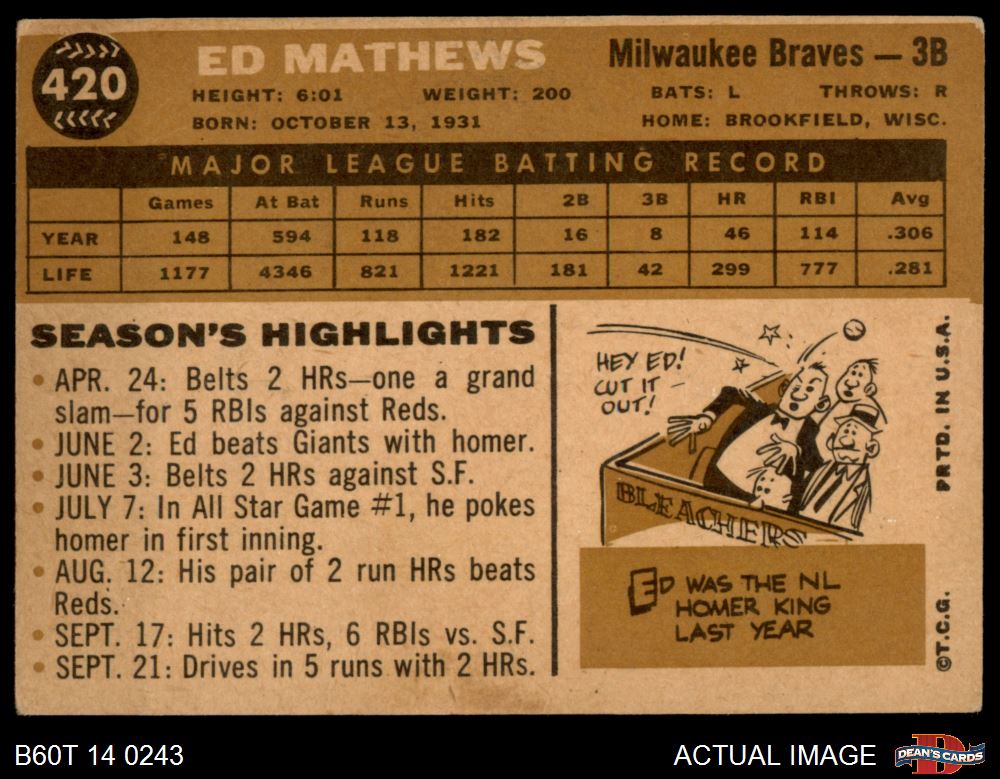 420
ED MATHEWS
Milwaukee Braves — 3B
HEIGHT: 6:01 WEIGHT: 200 BATS: L THROWS: R
BORN: OCTOBER 13, 1931 HOME: BROOKFIELD, WISC.
MAJOR LEAGUE BATTING RECORD
Games At Bat Runs Hits 2B 3B HR RBI Avg
YEAR 148 594 118 182 16 8 46 114 .306
LIFE 1177 4346 821 1221 181 42 299 777 .281
SEASON'S HIGHLIGHTS
• APR. 24: Belts 2 HRs—one a grand
slam—for 5 RBIs against Reds.
• JUNE 2: Ed beats Giants with homer.
• JUNE 3: Belts 2 HRs against S.F.
• JULY 7: In All Star Game #1, he pokes
homer in first inning.
• AUG. 12: His pair of 2 run HRs beats
Reds.
• SEPT. 17: Hits 2 HRs, 6 RBIs vs. S.F.
• SEPT. 21: Drives in 5 runs with 2 HRs.
HEY ED!
CUT IT
OUT!
BLEACHERS
ED WAS THE NL
HOMER KING
LAST YEAR
PRTD. IN U.S.A.
©T.C.G.
B60T 14 0243
ACTUAL IMAGE
DEAN'S CARDS